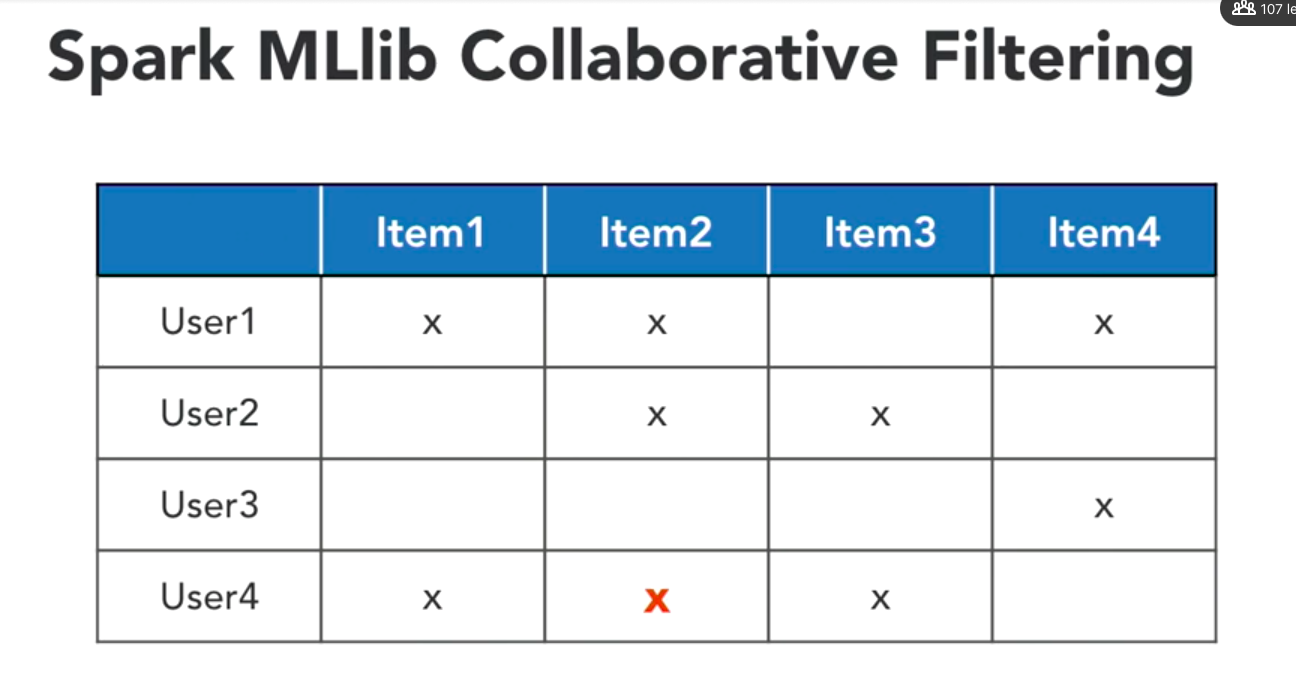 107 le
Spark MLlib Collaborative Filtering
Item1 Item2 Item3 Item4
User1 x x x
User2 x x
User3 x
User4 x x x